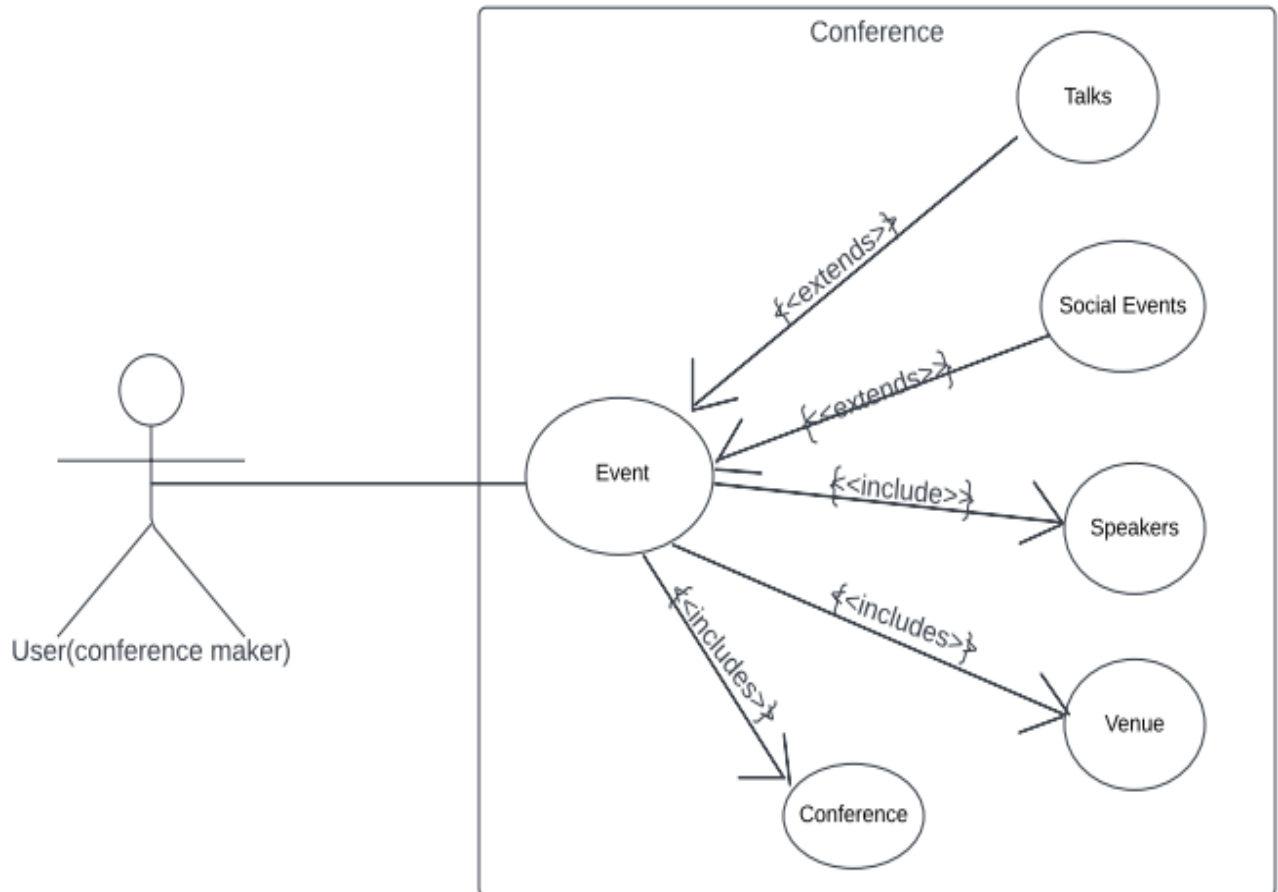 Conference
Talks
{<<extends>>}
Social Events
{<<extends>>}
Event
{<<include>>}
Speakers
User(conference maker)
{<<includes>>}
{<<includes>>}
Venue
Conference